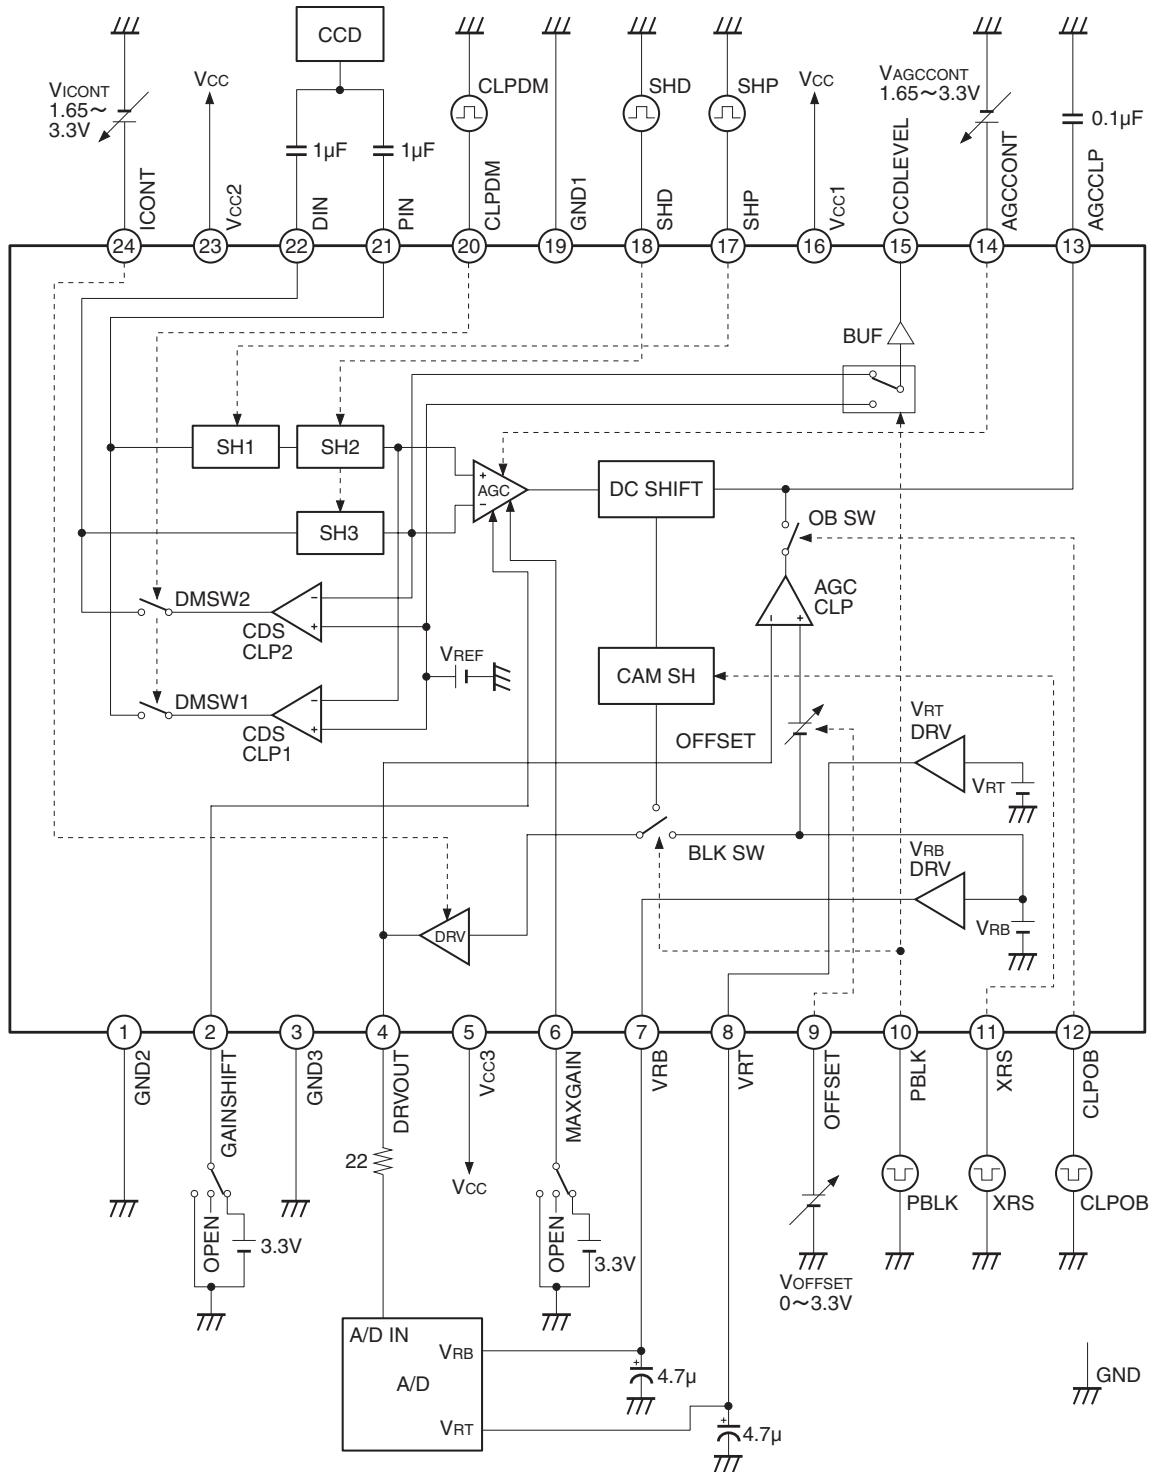 CCD
VICONT
1.65～
3.3V
VCC
1μF
1μF
CLPDM
SHD
SHP
VCC
VAGCCONT
1.65～3.3V
0.1μF
ICONT
VCC2
DIN
PIN
CLPDM
GND1
SHD
SHP
VCC1
CCDLEVEL
AGCCONT
AGCCLP
24
23
22
21
20
19
18
17
16
15
14
13
BUF
SH1
SH2
+
AGC
−
DC SHIFT
SH3
OB SW
DMSW2
−
+
CDS
CLP2
AGC
CLP
−
+
VREF
CAM SH
DMSW1
−
+
CDS
CLP1
OFFSET
VRT
DRV
VRT
BLK SW
VRB
DRV
VRB
DRV
1
2
3
4
5
6
7
8
9
10
11
12
GND2
GAINSHIFT
GND3
DRVOUT
VCC3
MAXGAIN
VRB
VRT
OFFSET
PBLK
XRS
CLPOB
22
VCC
OPEN
3.3V
OPEN
3.3V
PBLK
XRS
CLPOB
VOFFSET
0～3.3V
A/D IN
VRB
A/D
VRT
+
4.7μ
+
4.7μ
GND